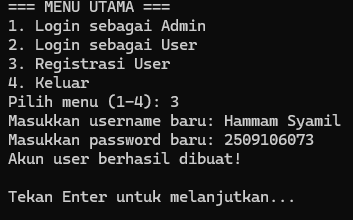 === MENU UTAMA ===
1. Login sebagai Admin
2. Login sebagai User
3. Registrasi User
4. Keluar
Pilih menu (1-4): 3
Masukkan username baru: Hammam Syamil
Masukkan password baru: 2509106073
Akun user berhasil dibuat!
Tekan Enter untuk melanjutkan...